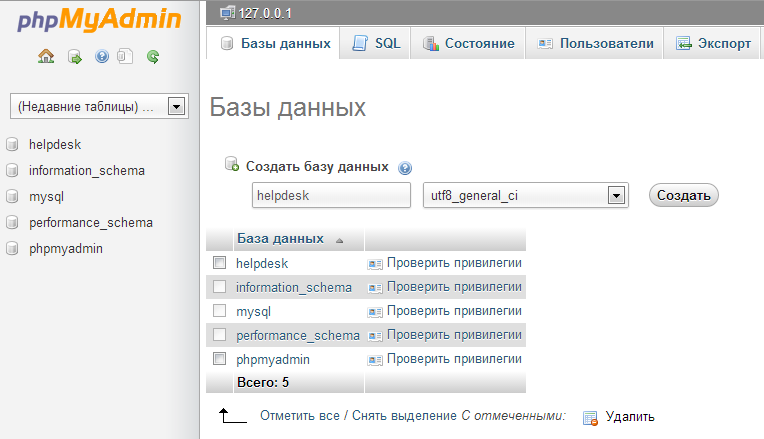 phpMyAdmin
(Недавние таблицы) ...
helpdesk
information_schema
mysql
performance_schema
phpmyadmin
127.0.0.1
Базы данных SQL Состояние Пользователи Экспорт
Базы данных
Создать базу данных
helpdesk utf8_general_ci Создать
База данных
helpdesk Проверить привилегии
information_schema Проверить привилегии
mysql Проверить привилегии
performance_schema Проверить привилегии
phpmyadmin Проверить привилегии
Всего: 5
Отметить все / Снять выделение С отмеченными: Удалить